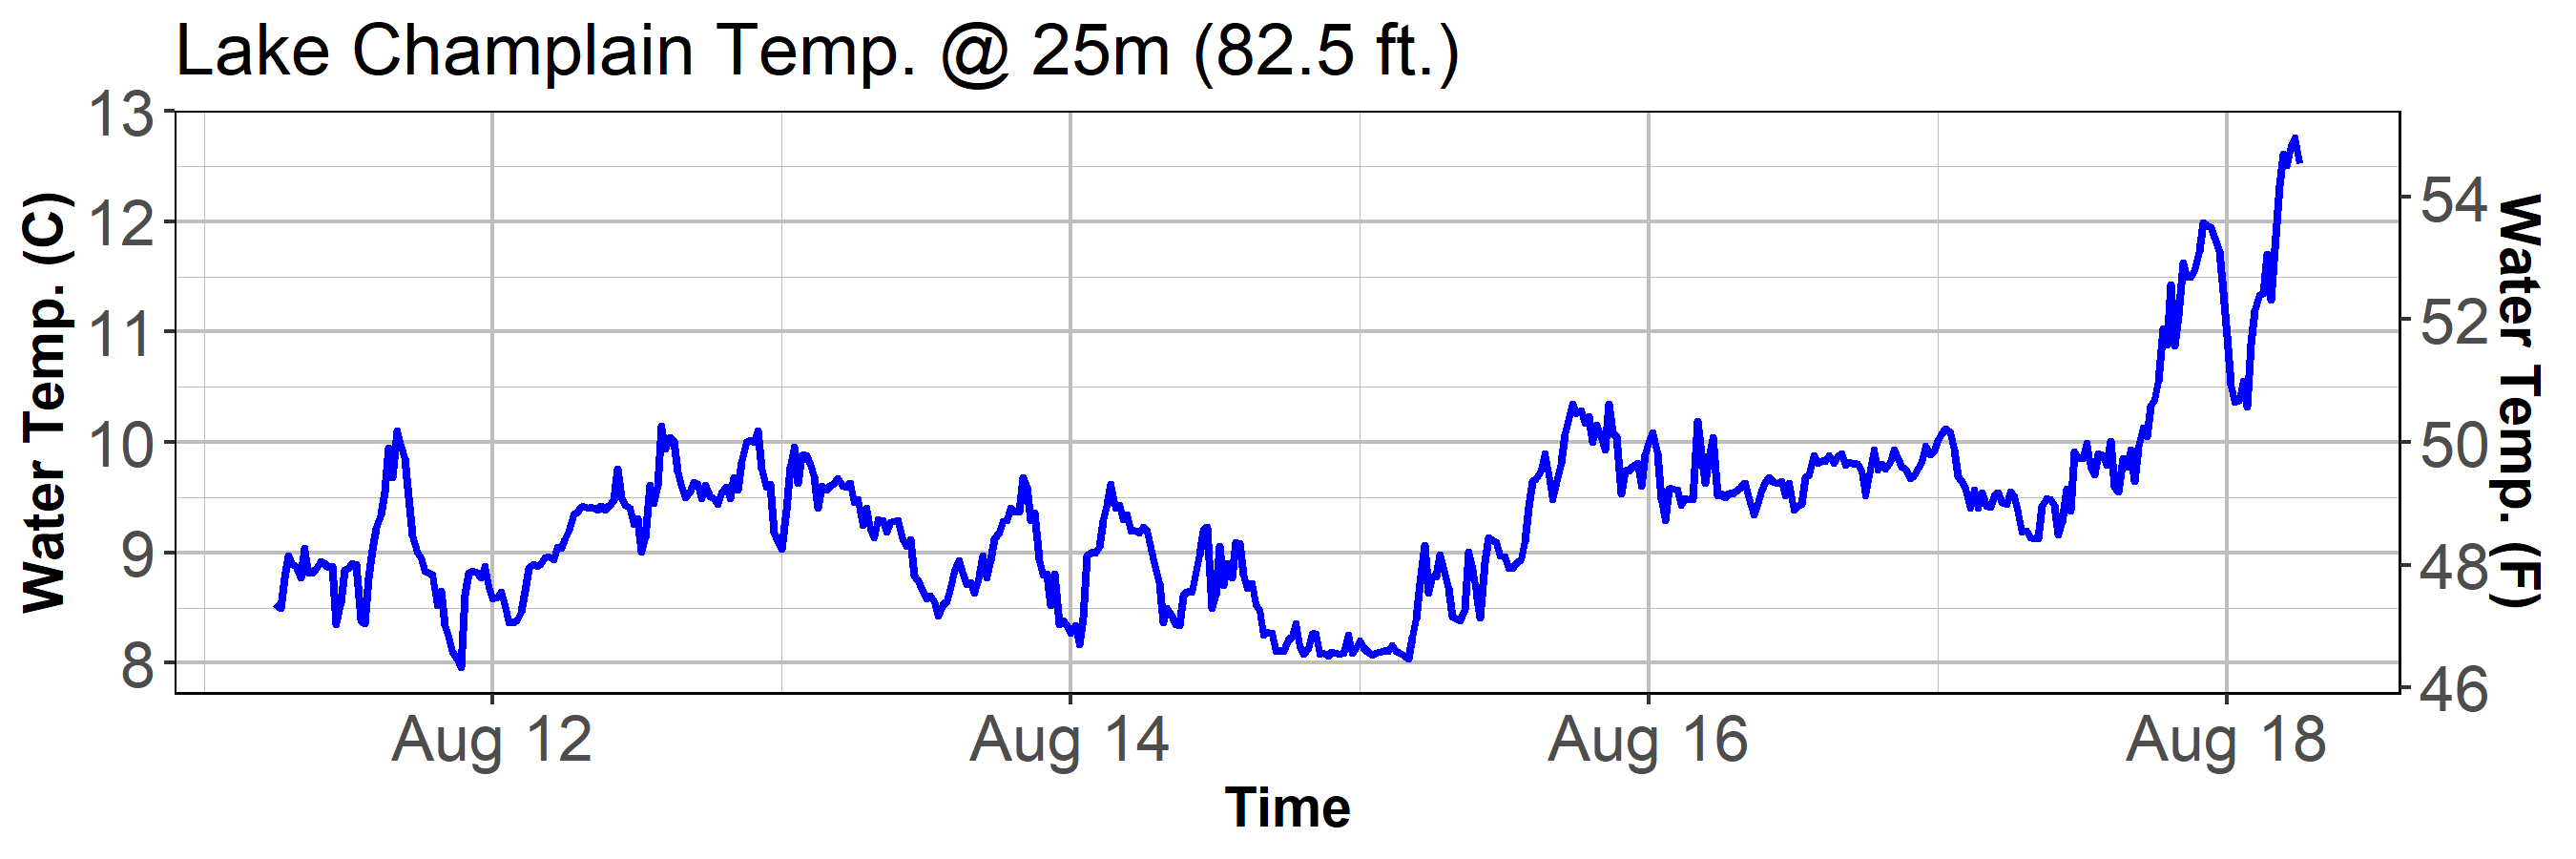 Lake Champlain Temp. @ 25m (82.5 ft.)
Water Temp. (C)
13
12
11
10
9
8
54
52
50
48
46
Water Temp. (F)
Aug 12
Aug 14
Aug 16
Aug 18
Time